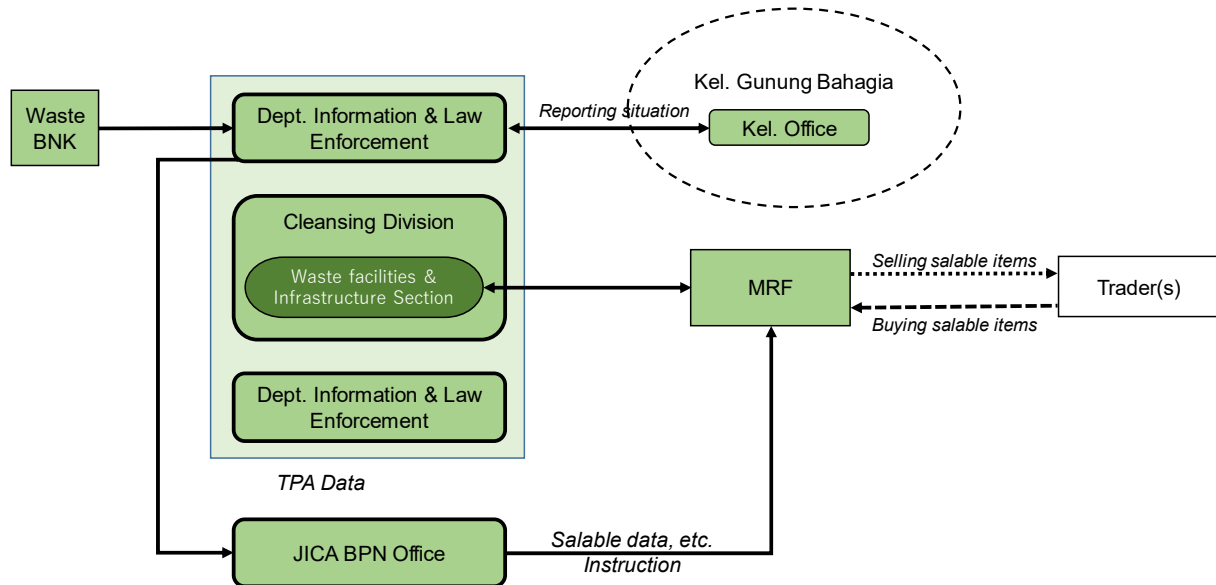 Waste
BNK
Dept. Information & Law
Enforcement
Reporting situation
Kel. Gunung Bahagia
Kel. Office
Cleansing Division
Waste facilities &
Infrastructure Section
MRF
Selling salable items
Buying salable items
Trader(s)
Dept. Information & Law
Enforcement
TPA Data
JICA BPN Office
Salable data, etc.
Instruction